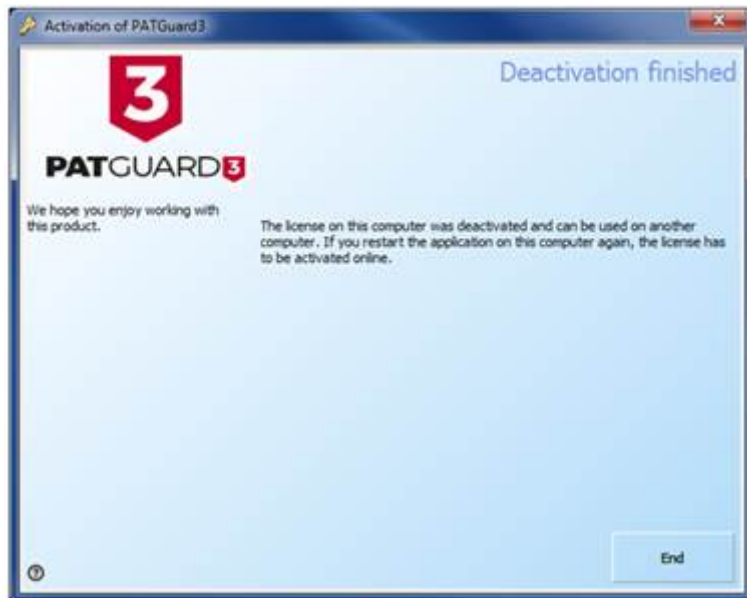 Activation of PATGuard3
Deactivation finished
3
PATGUARD3
We hope you enjoy working with
this product.
The license on this computer was deactivated and can be used on another
computer. If you restart the application on this computer again, the license has
to be activated online.
End